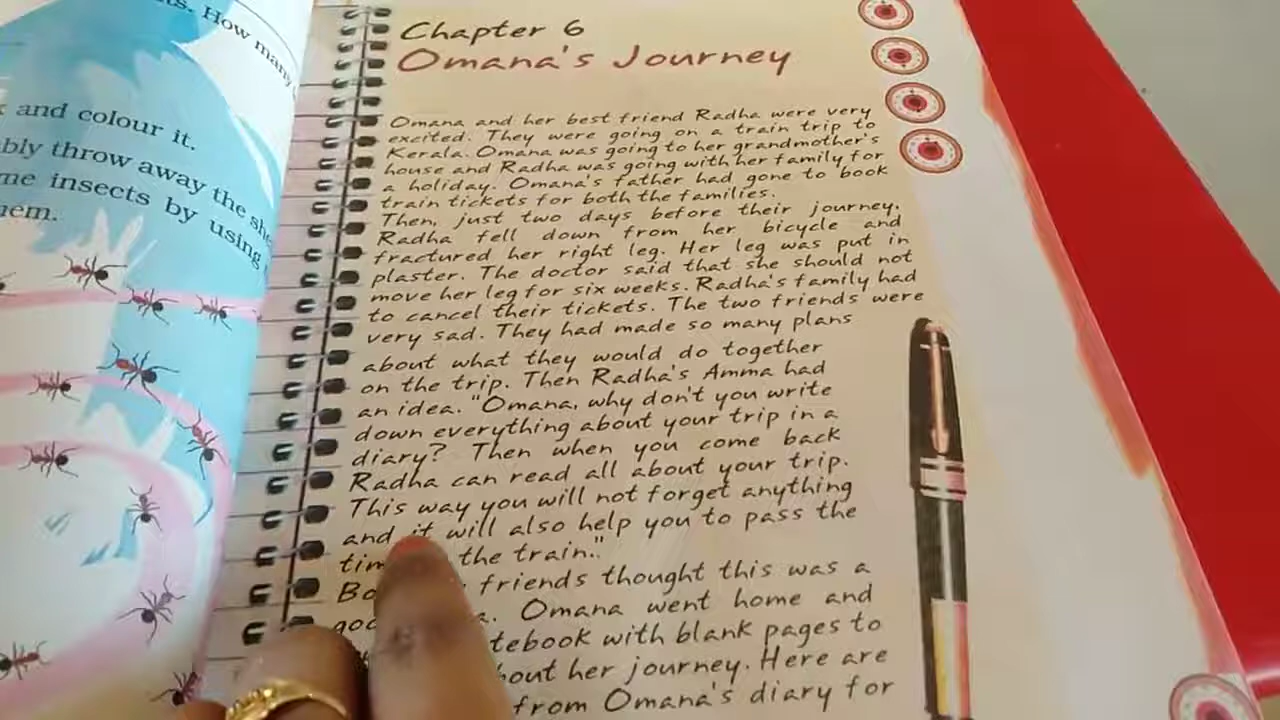 ts. How many
and colour it.
bly throw away the she
me insects by using
hem.
Chapter 6
Omana's Journey
Omana and her best friend Radha were very
excited. They were going on a train trip to
Kerala. Omana was going to her grandmother's
house and Radha was going with her family for
a holiday. Omana's father had gone to book
train tickets for both the families.
Then, just two days before their journey,
Radha fell down from her bicycle and
fractured her right leg. Her leg was put in
plaster. The doctor said that she should not
move her leg for six weeks. Radha's family had
to cancel their tickets. The two friends were
very sad. They had made so many plans
about what they would do together
on the trip. Then Radha's Amma had
an idea. "Omana, why don't you write
down everything about your trip in a
diary? Then when you come back
Radha can read all about your trip.
This way you will not forget anything
and it will also help you to pass the
tim the train."
Bo friends thought this was a
goo a. Omana went home and
tebook with blank pages to
bout her journey. Here are
from Omana's diary for